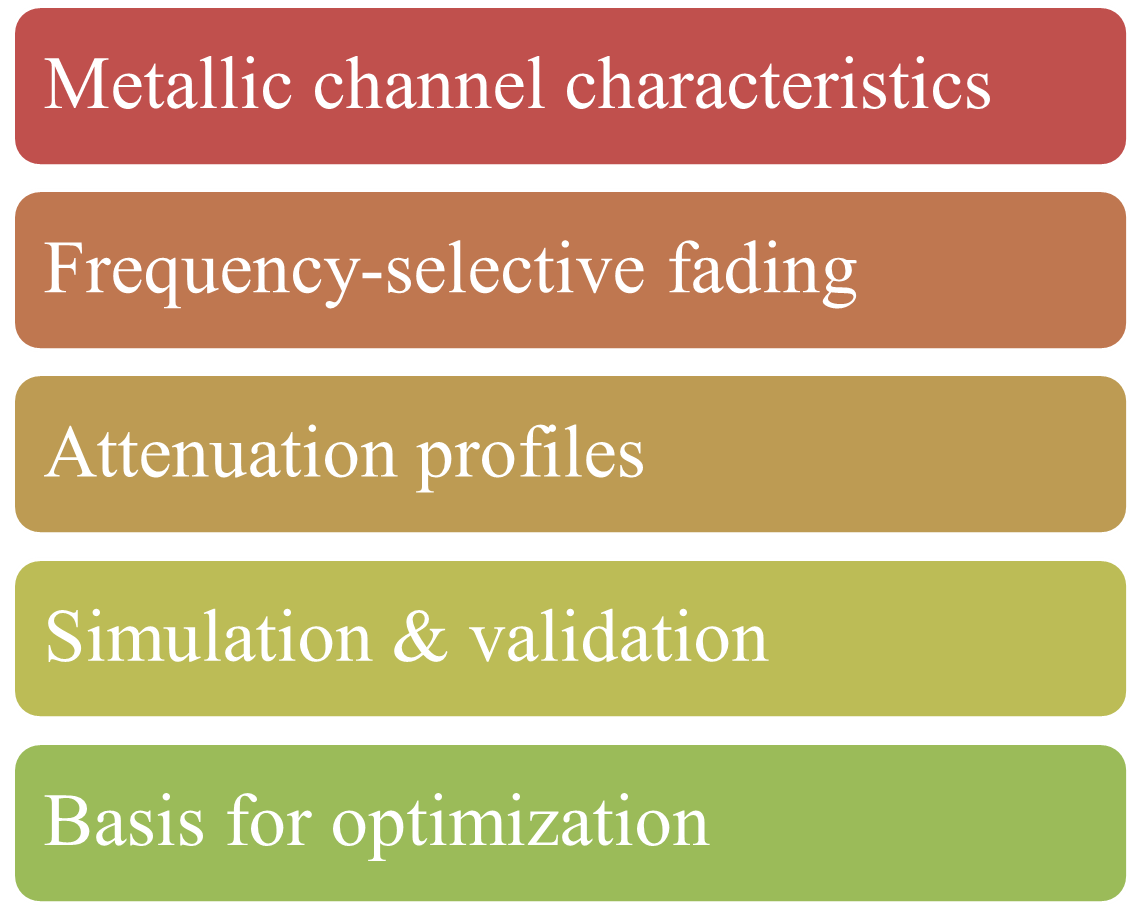 Metallic channel characteristics
Frequency-selective fading
Attenuation profiles
Simulation & validation
Basis for optimization